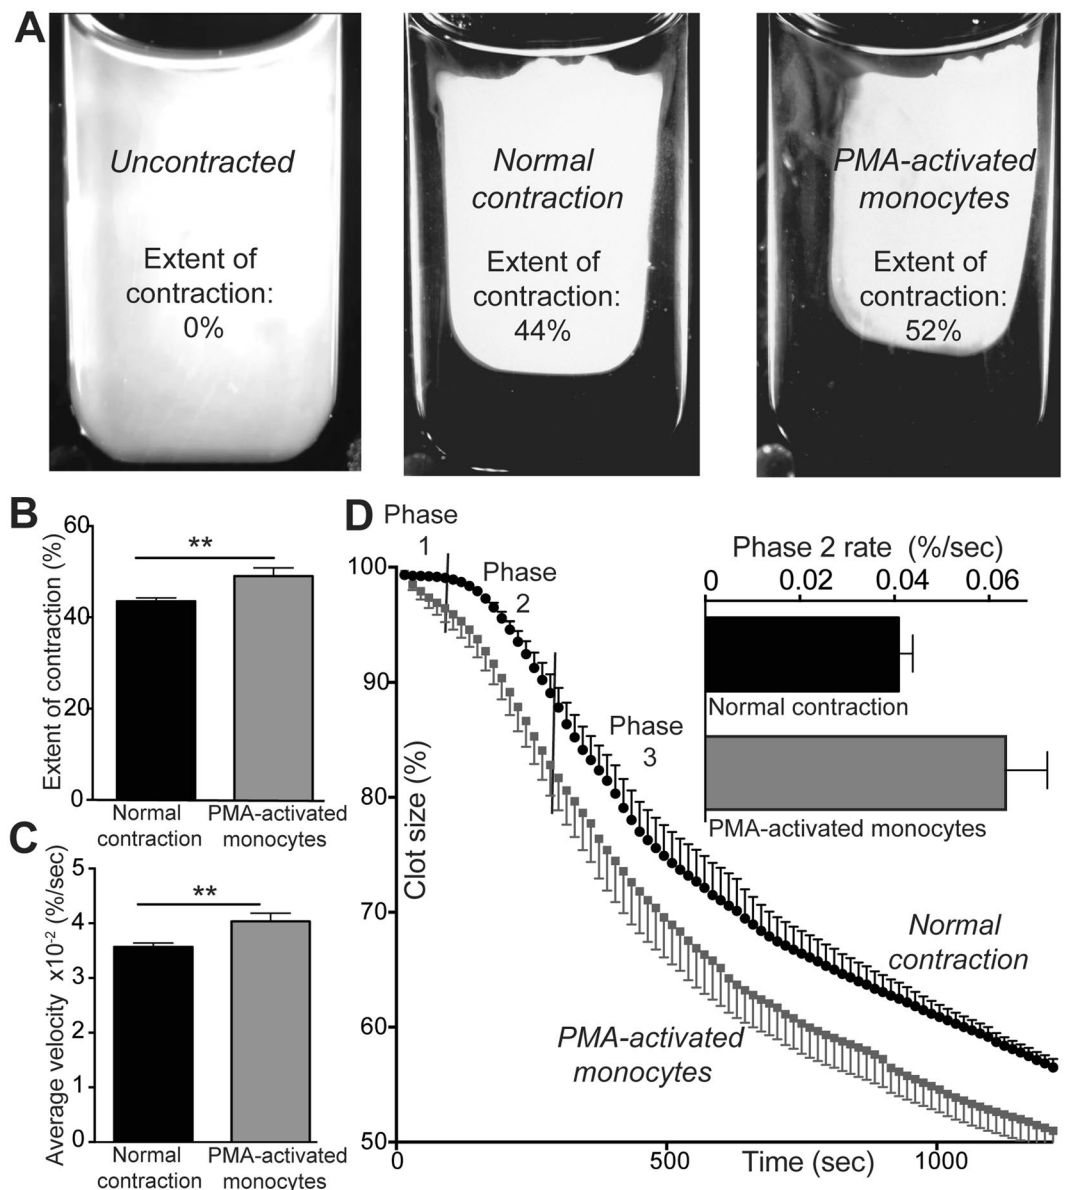 A
Uncontracted
Extent of
contraction:
0%
Normal
contraction
Extent of
contraction:
44%
PMA-activated
monocytes
Extent of
contraction:
52%
B
Extent of contraction (%)
60
40
20
0
**
Normal
contraction
PMA-activated
monocytes
C
Average velocity x10⁻² (%/sec)
5
4
3
2
1
0
**
Normal
contraction
PMA-activated
monocytes
D
Phase
1
Phase
2
Phase
3
Clot size (%)
100
90
80
70
60
50
0
500
1000
Time (sec)
Normal
contraction
PMA-activated
monocytes
Phase 2 rate (%/sec)
0
0.02
0.04
0.06
Normal contraction
PMA-activated monocytes